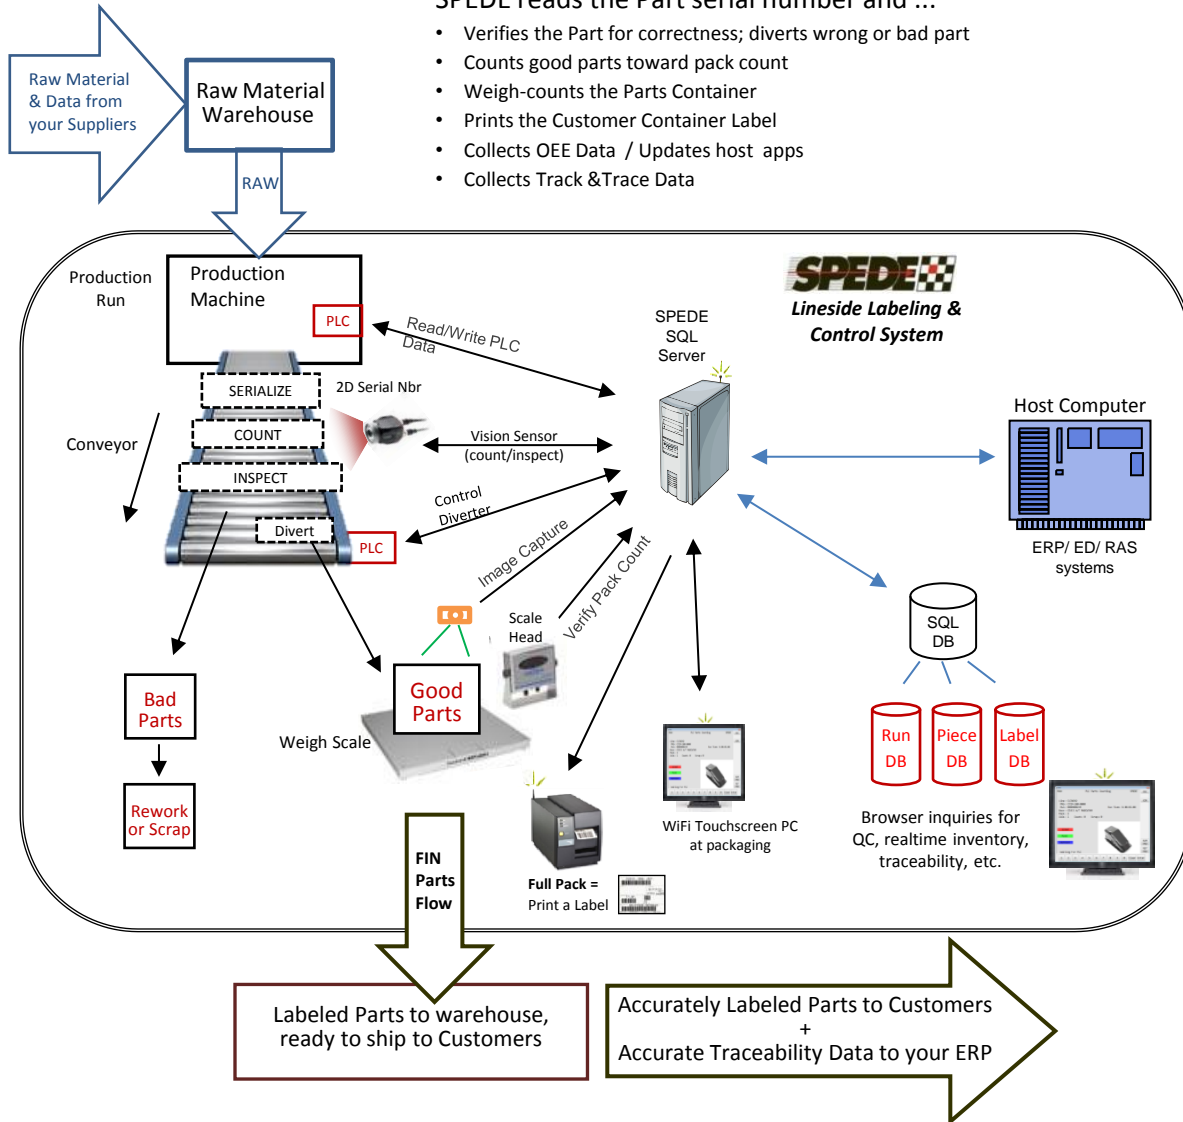 SPEDE reads the Part serial number and ...
• Verifies the Part for correctness; diverts wrong or bad part
• Counts good parts toward pack count
• Weigh-counts the Parts Container
• Prints the Customer Container Label
• Collects OEE Data / Updates host apps
• Collects Track &Trace Data
Raw Material
& Data from
your Suppliers
Raw Material
Warehouse
RAW
Production
Run
Production
Machine
PLC
Read/Write PLC
Data
SPEDE
SQL
Server
SPEDE
Lineside Labeling &
Control System
SERIALIZE
2D Serial Nbr
COUNT
Conveyor
Vision Sensor
(count/inspect)
INSPECT
Divert
PLC
Control
Diverter
Host Computer
ERP/ ED/ RAS
systems
Image Capture
Verify Pack Count
Scale
Head
SQL
DB
Bad
Parts
Good
Parts
Weigh Scale
Run
DB
Piece
DB
Label
DB
Rework
or Scrap
WiFi Touchscreen PC
at packaging
Browser inquiries for
QC, realtime inventory,
traceability, etc.
FIN
Parts
Flow
Full Pack =
Print a Label
Labeled Parts to warehouse,
ready to ship to Customers
Accurately Labeled Parts to Customers
+
Accurate Traceability Data to your ERP